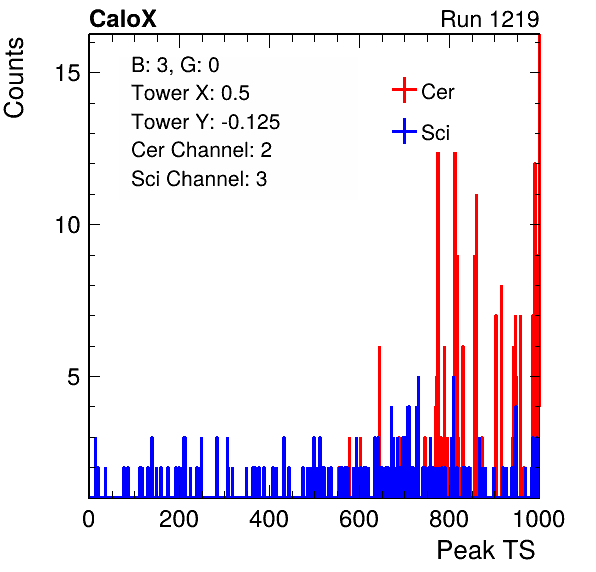 CaloX Run 1219
Counts
B: 3, G: 0
Tower X: 0.5
Tower Y: -0.125
Cer Channel: 2
Sci Channel: 3
Cer
Sci
15
10
5
0 200 400 600 800 1000
Peak TS